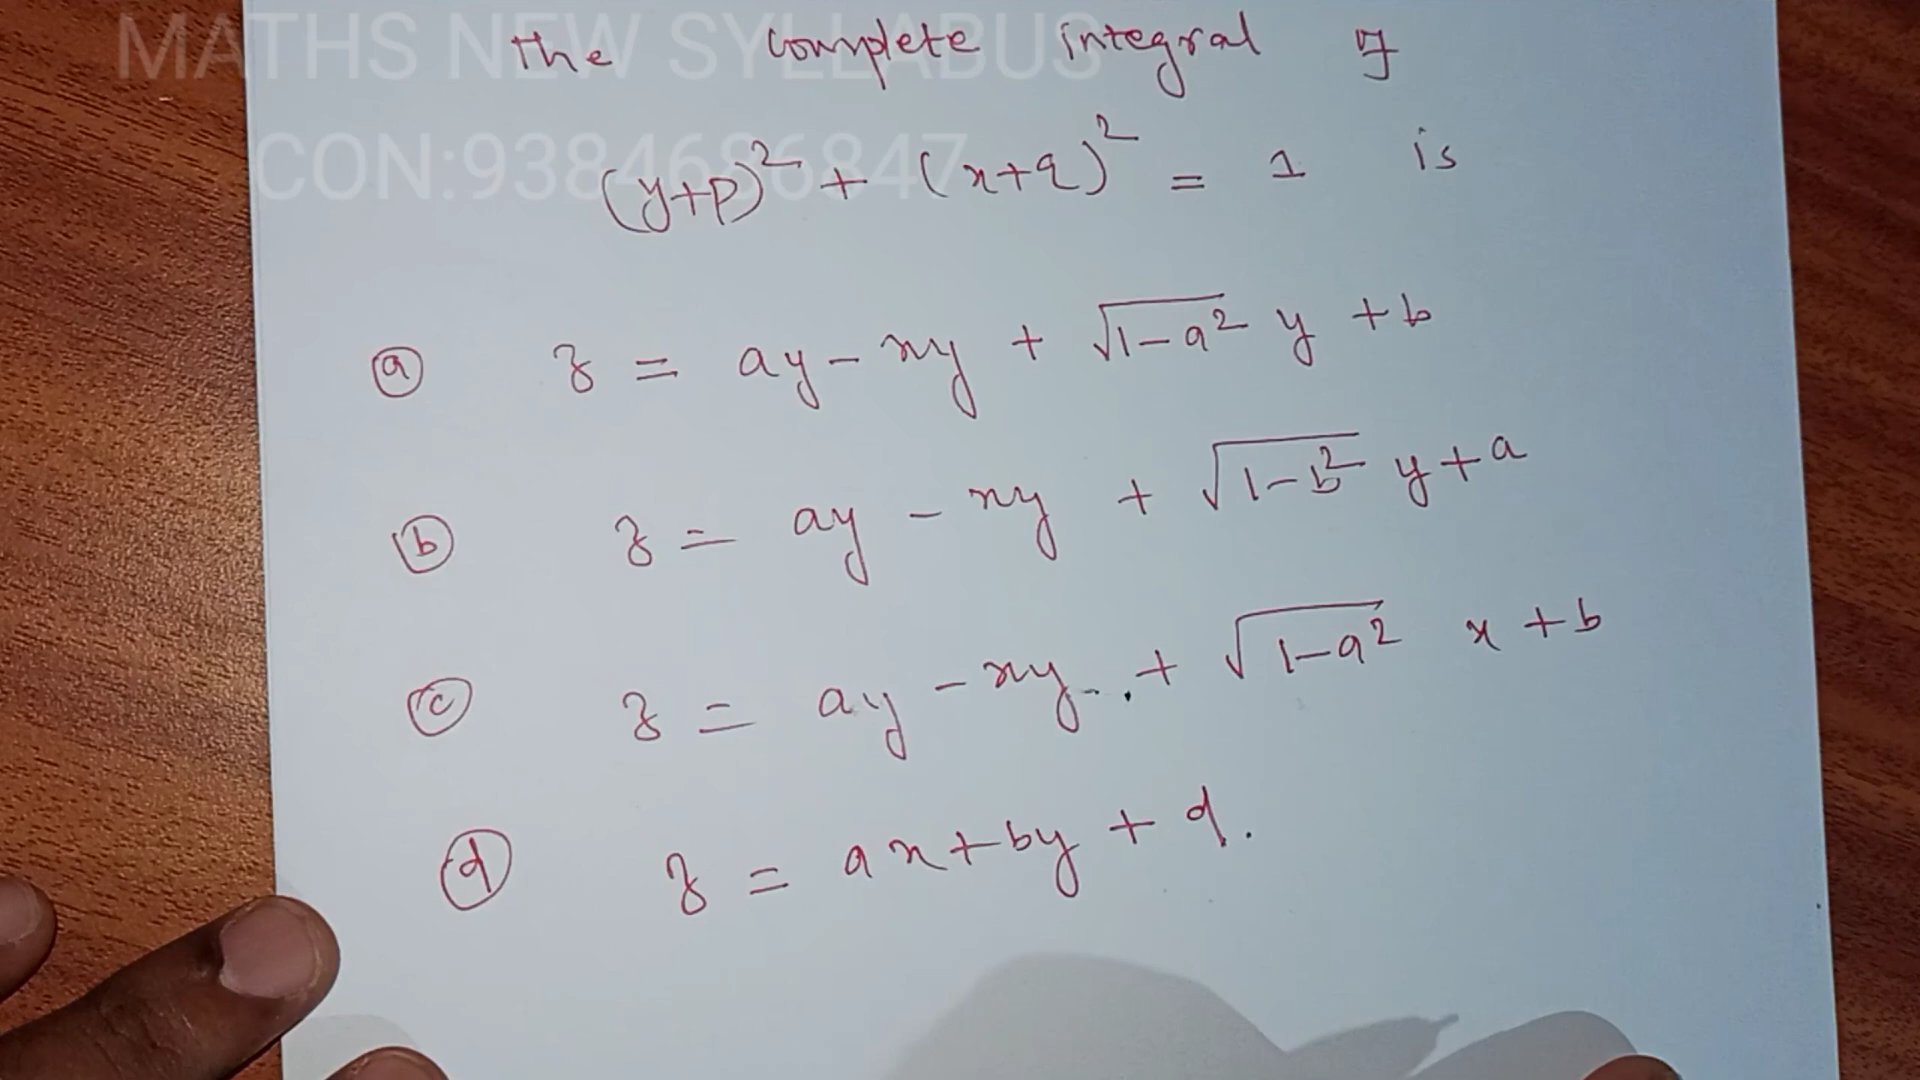 MATHS NEW SYLLABUS
CON:9384686847
The complete integral of
(y+p)² + (x+q)² = 1 is
(a) z = ay - xy + √1-a² y + b
(b) z = ay - xy + √1-b² y + a
(c) z = ay - xy + √1-a² x + b
(d) z = ax + by + d.